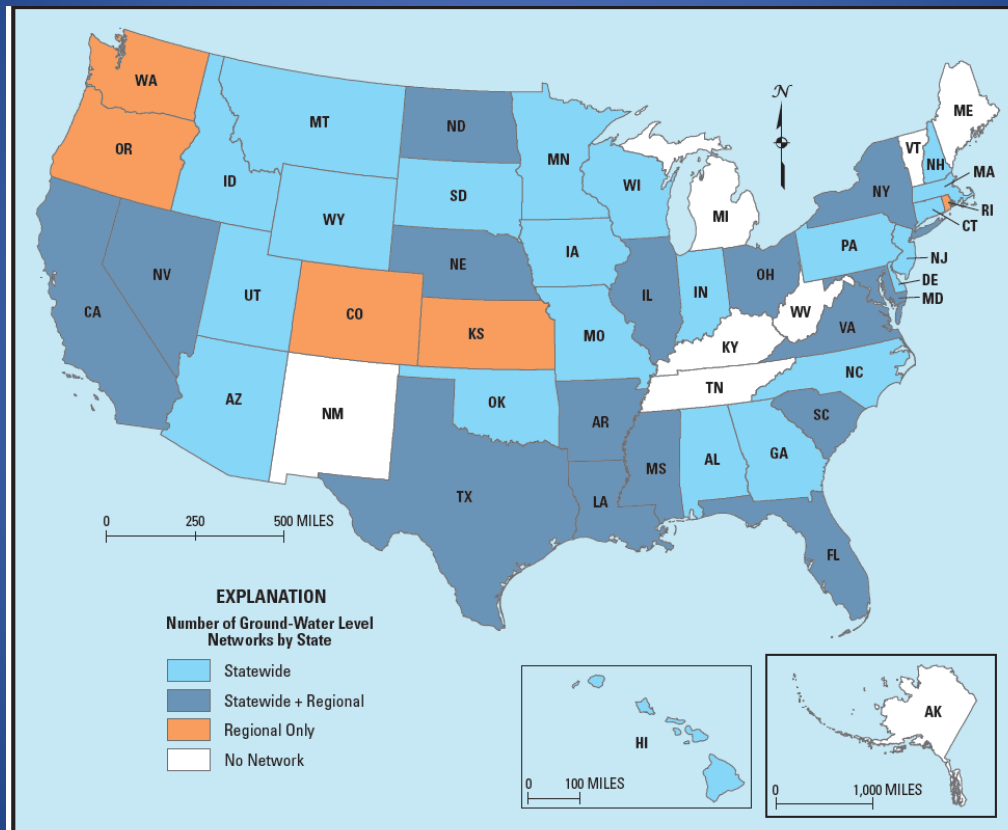 N
WA
MT
ND
ME
OR
MN
VT
NH
ID
SD
WI
NY
MA
WY
MI
RI
CT
IA
PA
NV
NE
OH
NJ
UT
IL
IN
DE
CA
CO
WV
MD
KS
MO
VA
KY
NC
AZ
OK
TN
NM
AR
SC
MS
AL
GA
TX
LA
FL
0 250 500 MILES
EXPLANATION
Number of Ground-Water Level
Networks by State
Statewide
Statewide + Regional
Regional Only
No Network
HI
0 100 MILES
AK
0 1,000 MILES